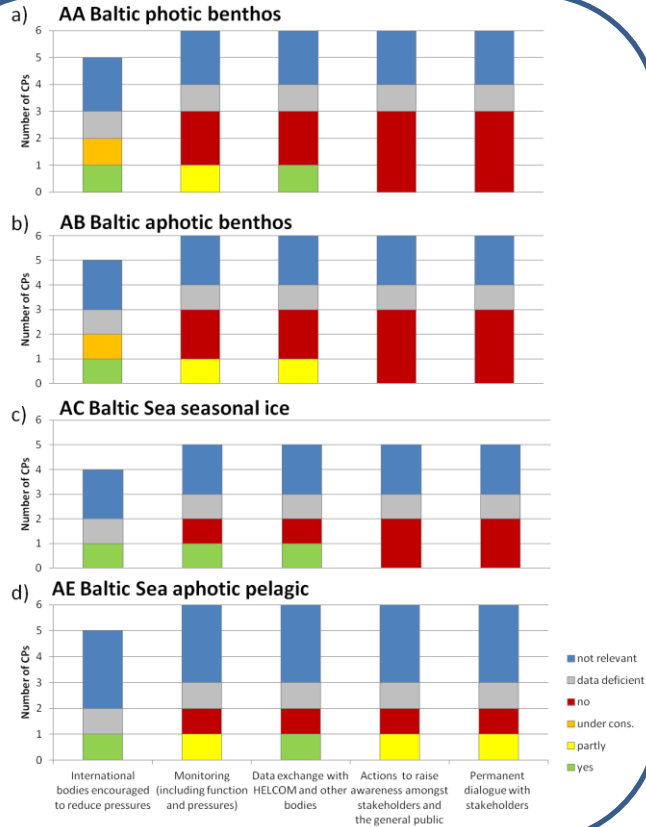 a) AA Baltic photic benthos
Number of CPs
6
5
4
3
2
1
0
b) AB Baltic aphotic benthos
Number of CPs
6
5
4
3
2
1
0
c) AC Baltic Sea seasonal ice
Number of CPs
6
5
4
3
2
1
0
d) AE Baltic Sea aphotic pelagic
Number of CPs
6
5
4
3
2
1
0
not relevant
data deficient
no
under cons.
partly
yes
International
bodies encouraged
to reduce pressures
Monitoring
(including function
and pressures)
Data exchange with
HELCOM and other
bodies
Actions to raise
awareness amongst
stakeholders and
the general public
Permanent
dialogue with
stakeholders